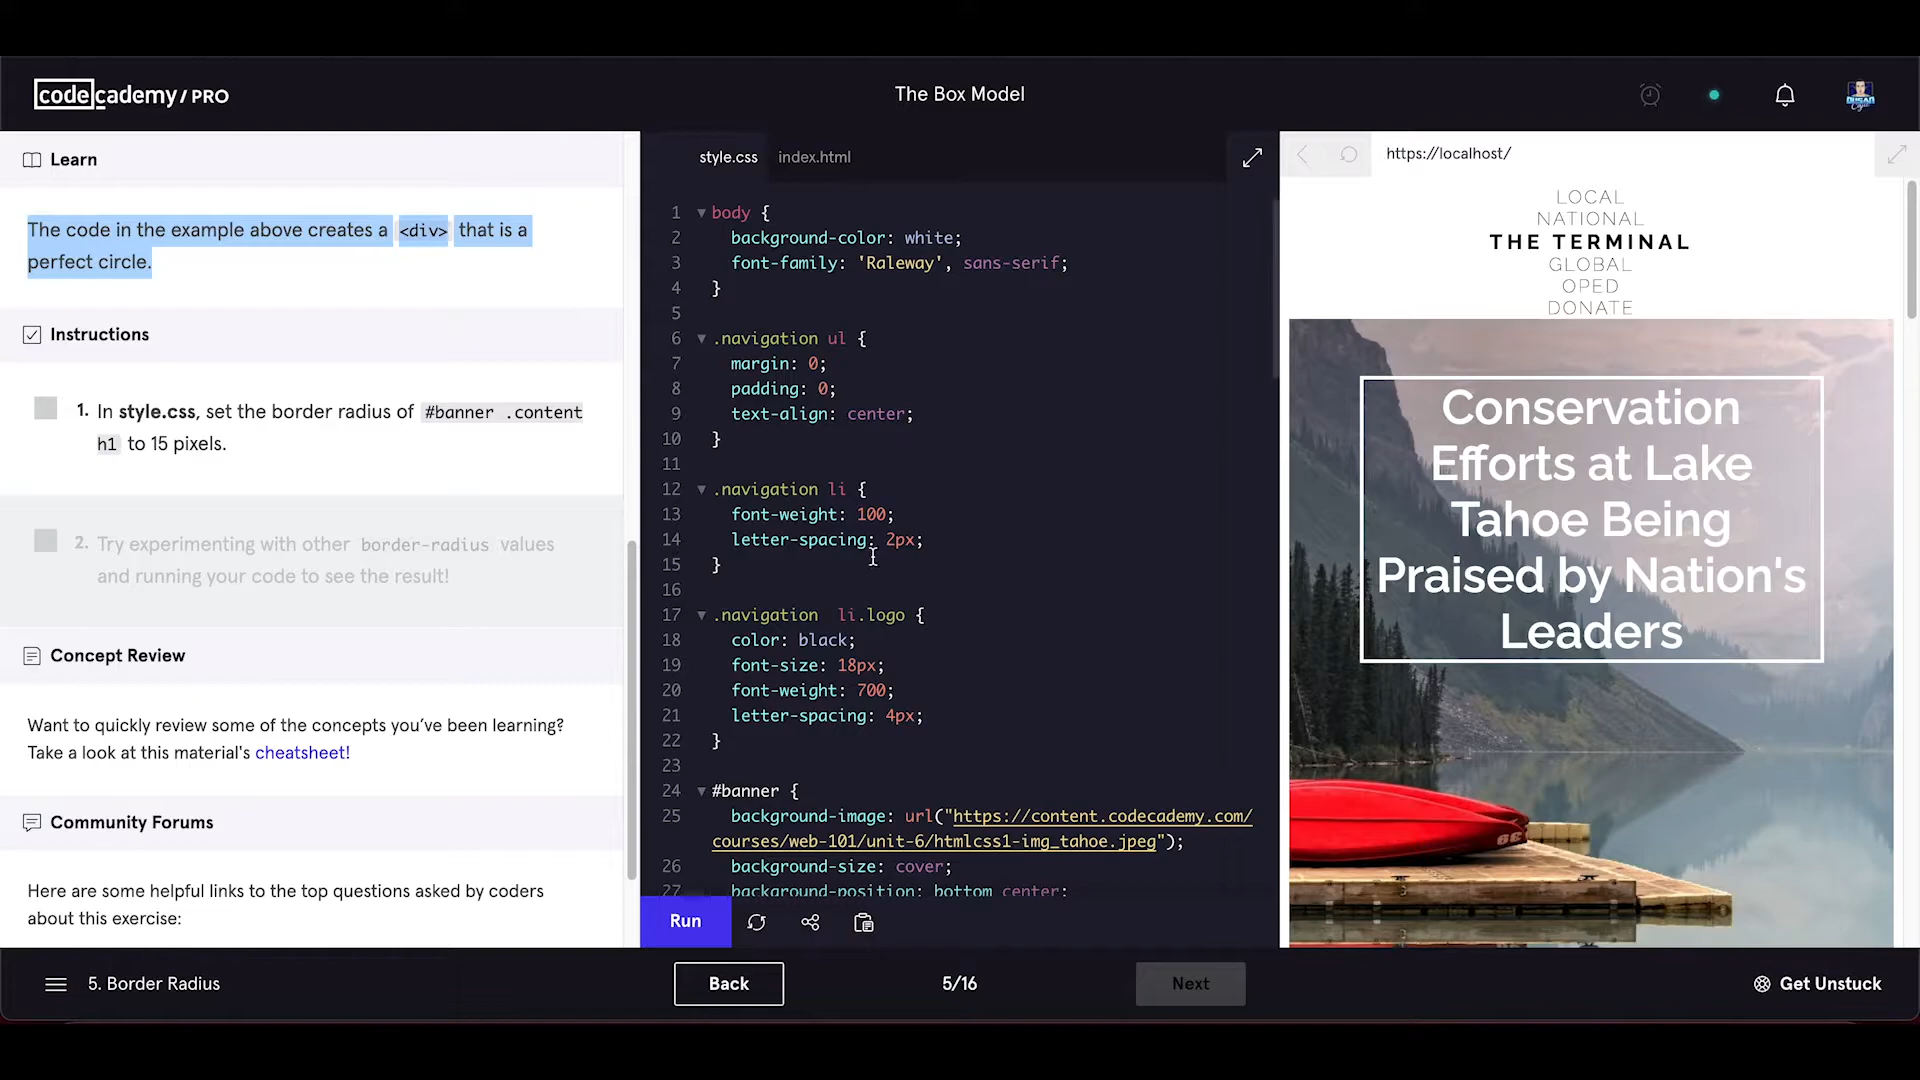 codecademy/PRO
The Box Model
Learn
The code in the example above creates a <div> that is a
perfect circle.
Instructions
1. In style.css, set the border radius of #banner .content
h1 to 15 pixels.
2. Try experimenting with other border-radius values
and running your code to see the result!
Concept Review
Want to quickly review some of the concepts you’ve been learning?
Take a look at this material's cheatsheet!
Community Forums
Here are some helpful links to the top questions asked by coders
about this exercise:
style.css index.html
1 body {
2 background-color: white;
3 font-family: 'Raleway', sans-serif;
4 }
5
6 .navigation ul {
7 margin: 0;
8 padding: 0;
9 text-align: center;
10 }
11
12 .navigation li {
13 font-weight: 100;
14 letter-spacing: 2px;
15 }
16
17 .navigation  li.logo {
18 color: black;
19 font-size: 18px;
20 font-weight: 700;
21 letter-spacing: 4px;
22 }
23
24 #banner {
25 background-image: url("https://content.codecademy.com/
courses/web-101/unit-6/htmlcss1-img_tahoe.jpeg");
26 background-size: cover;
27 background-position: bottom center;
Run
https://localhost/
LOCAL
NATIONAL
THE TERMINAL
GLOBAL
OPED
DONATE
Conservation
Efforts at Lake
Tahoe Being
Praised by Nation's
Leaders
5. Border Radius
Back
5/16
Next
Get Unstuck